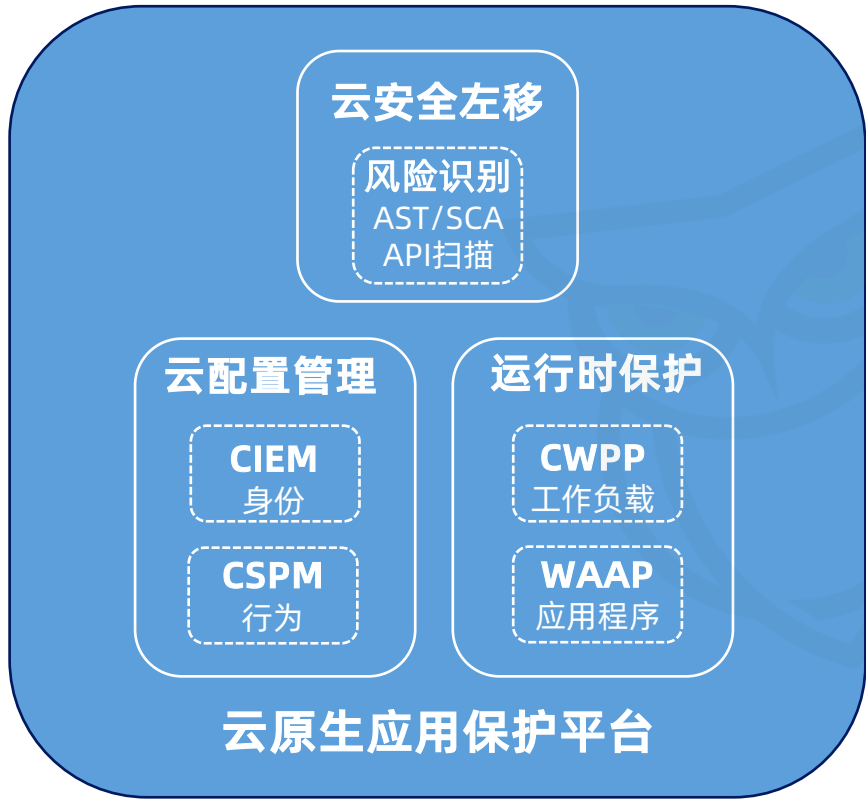 云安全左移
风险识别
AST/SCA
API扫描
云配置管理
CIEM
身份
CSPM
行为
运行时保护
CWPP
工作负载
WAAP
应用程序
云原生应用保护平台